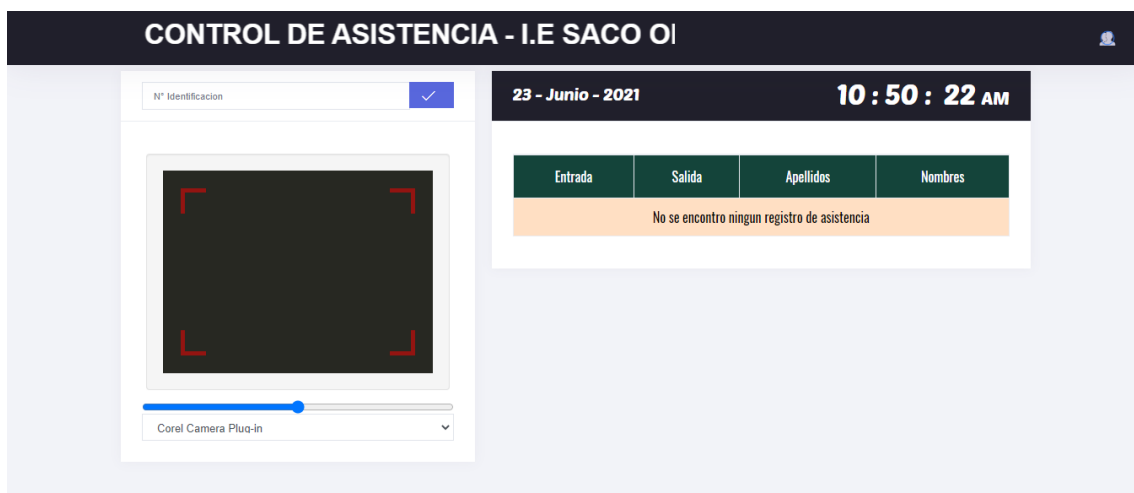 CONTROL DE ASISTENCIA - I.E SACO
N° Identificacion
23 - Junio - 2021
10 : 50 : 22 AM
Entrada Salida Apellidos Nombres
No se encontro ningun registro de asistencia
Corel Camera Plug-in